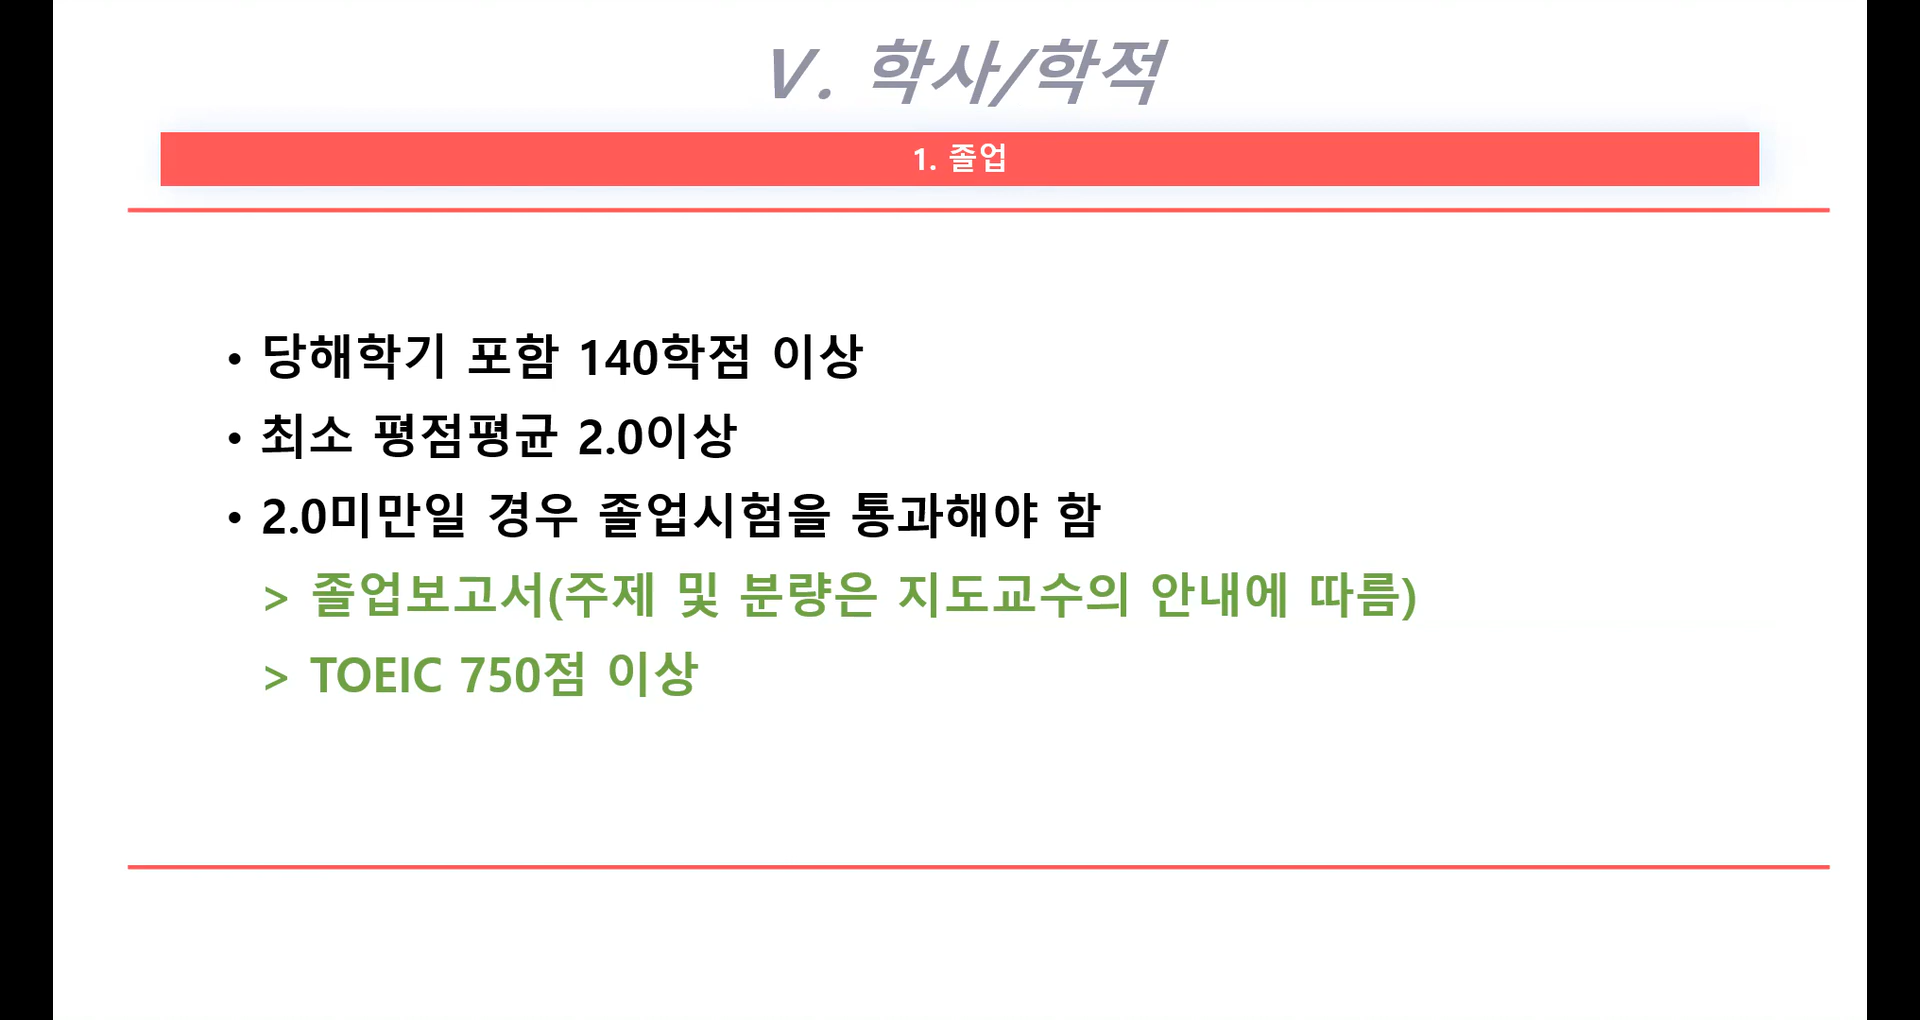 V. 학사/학적
1. 졸업
• 당해학기 포함 140학점 이상
• 최소 평점평균 2.0이상
• 2.0미만일 경우 졸업시험을 통과해야 함
> 졸업보고서(주제 및 분량은 지도교수의 안내에 따름)
> TOEIC 750점 이상